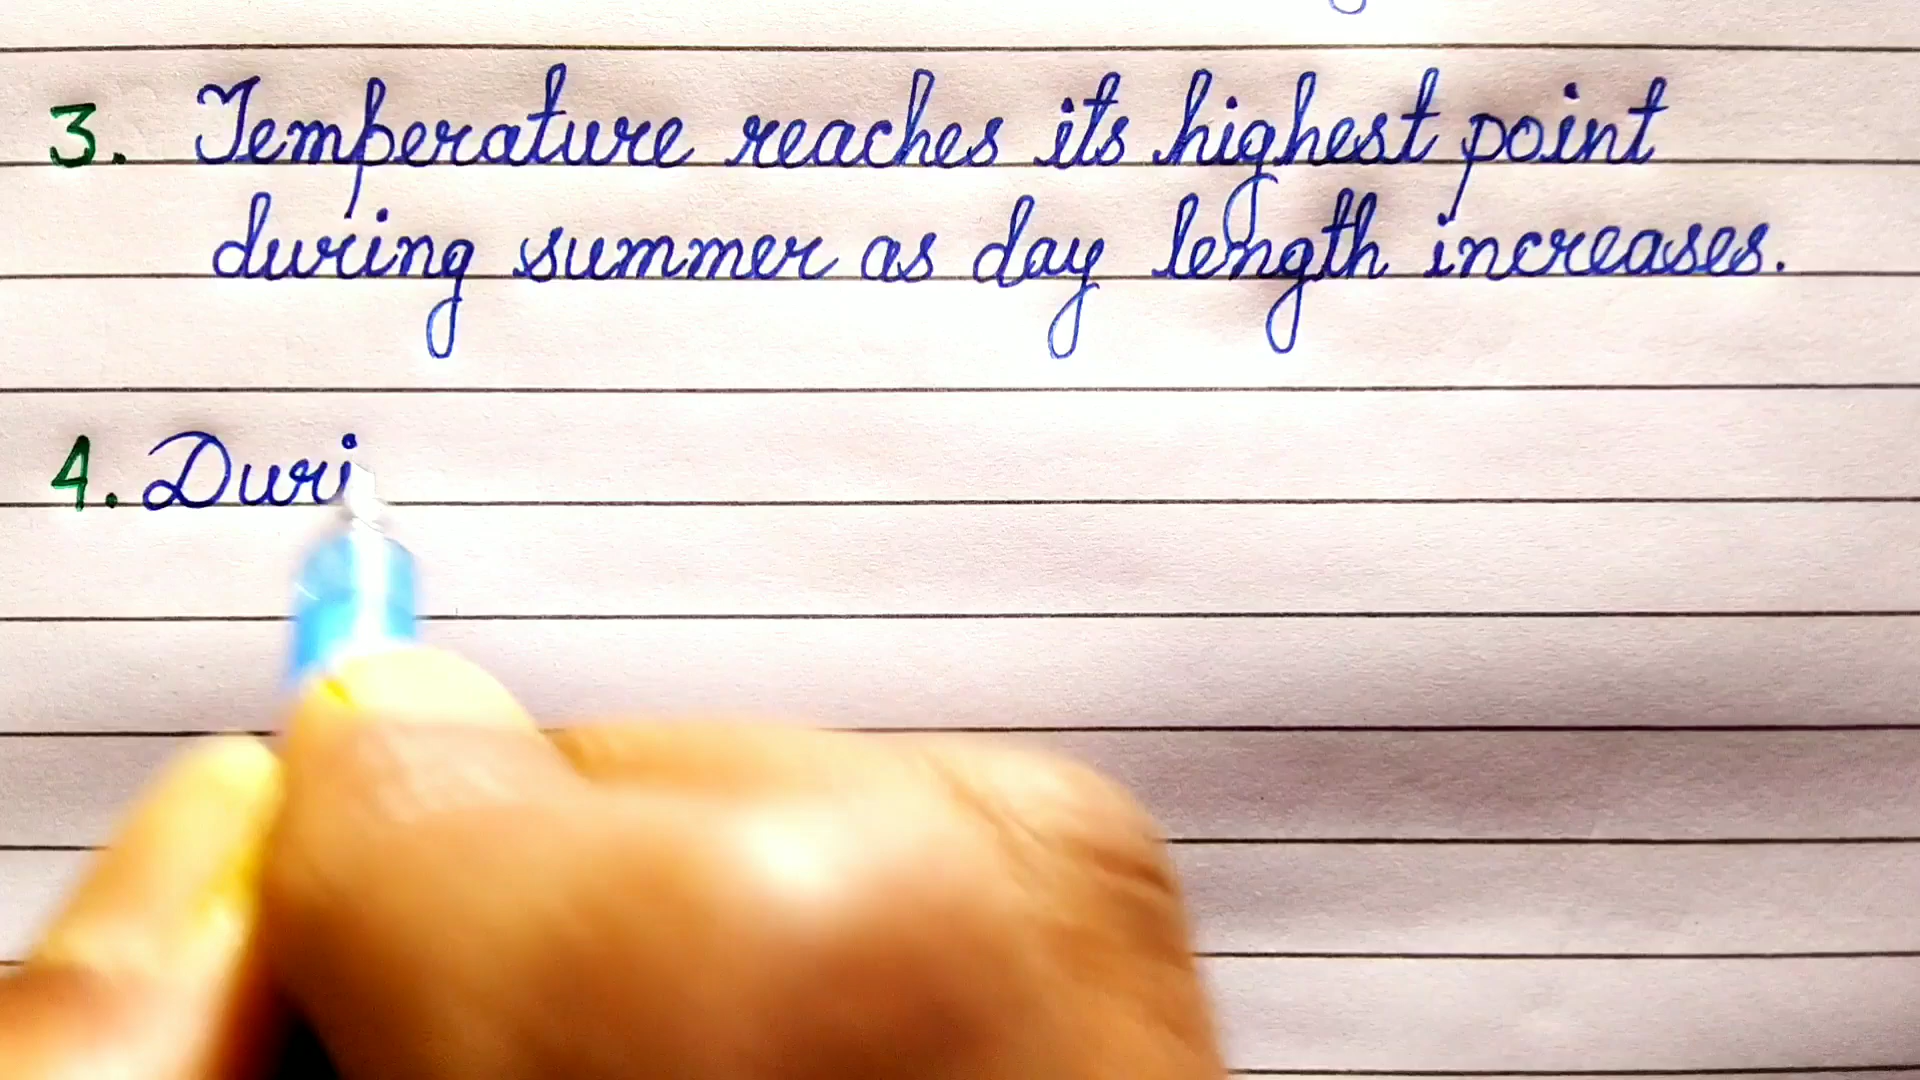 3. Temperature reaches its highest point
during summer as day length increases.
4. Duri